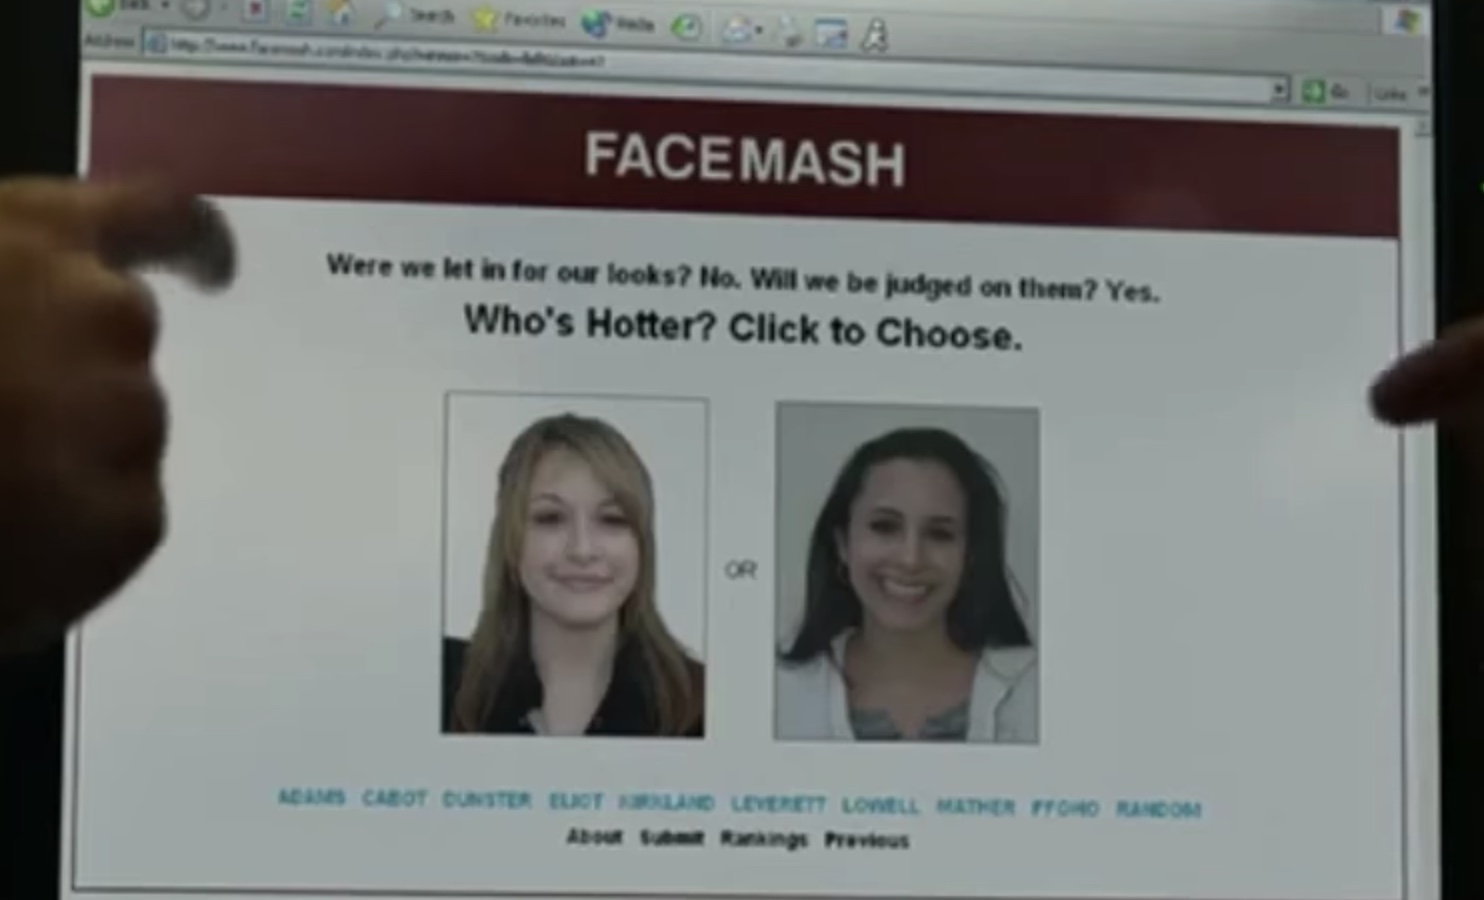 Search Favorites Media
Address
Go Links
FACEMASH
Were we let in for our looks? No. Will we be judged on them? Yes.
Who's Hotter? Click to Choose.
OR
ADAMS CABOT DUNSTER ELIOT KIRKLAND LEVERETT LOWELL MATHER PFOHO RANDOM
About Submit Rankings Previous